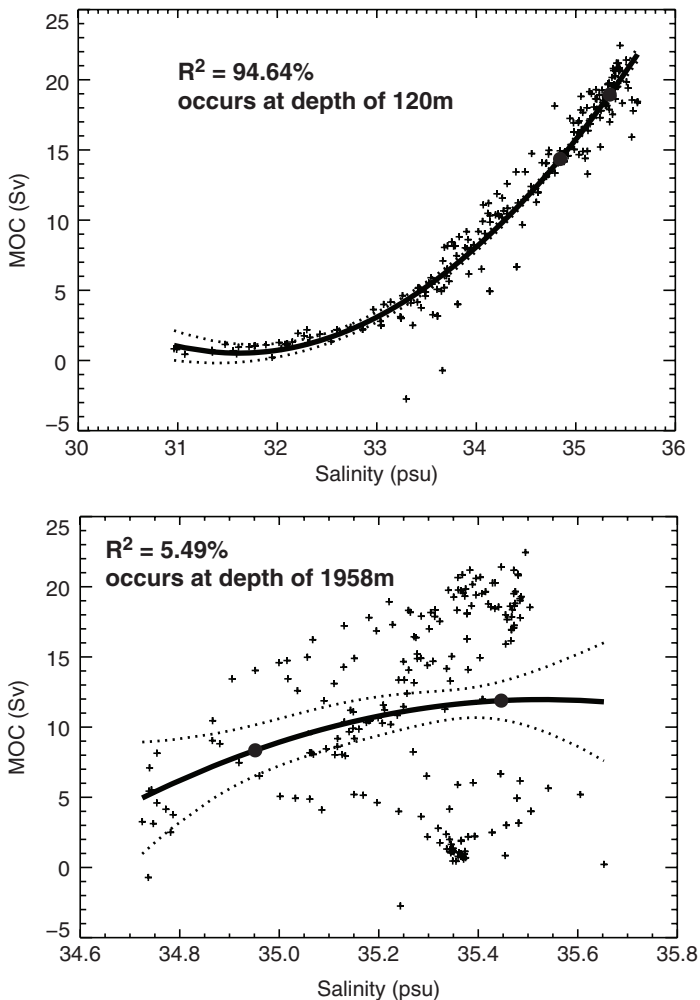 25
20
15
10
5
0
−5
MOC (Sv)
R² = 94.64%
occurs at depth of 120m
30 31 32 33 34 35 36
Salinity (psu)
25
20
15
10
5
0
−5
MOC (Sv)
R² = 5.49%
occurs at depth of 1958m
34.6 34.8 35.0 35.2 35.4 35.6 35.8
Salinity (psu)